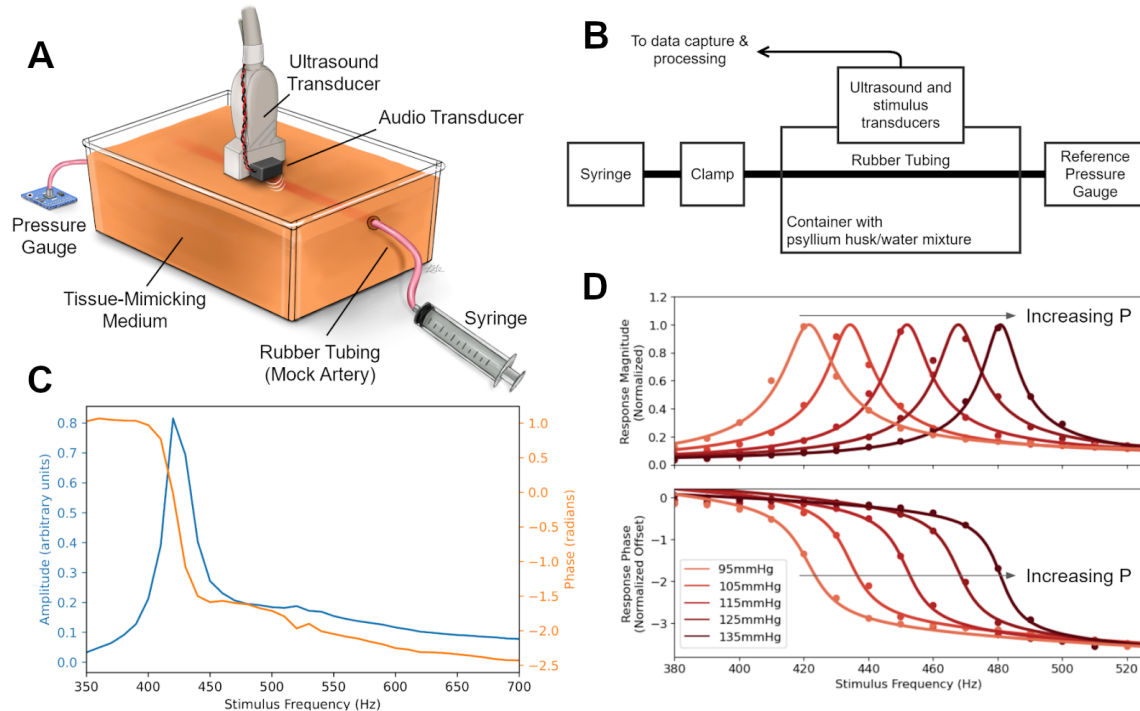 A
Ultrasound
Transducer
Audio Transducer
Pressure
Gauge
Tissue-Mimicking
Medium
Rubber Tubing
(Mock Artery)
Syringe
B
To data capture &
processing
Ultrasound and
stimulus
transducers
Syringe
Clamp
Rubber Tubing
Reference
Pressure
Gauge
Container with
psyllium husk/water mixture
C
Amplitude (arbitrary units)
0.8
0.7
0.6
0.5
0.4
0.3
0.2
0.1
0.0
350 400 450 500 550 600 650 700
Stimulus Frequency (Hz)
1.0
0.5
0.0
−0.5
−1.0
−1.5
−2.0
−2.5
Phase (radians)
D
Response Magnitude
(Normalized)
1.2
1.0
0.8
0.6
0.4
0.2
0.0
Increasing P
Response Phase
(Normalized Offset)
0
−1
−2
−3
Increasing P
95mmHg
105mmHg
115mmHg
125mmHg
135mmHg
380 400 420 440 460 480 500 520
Stimulus Frequency (Hz)